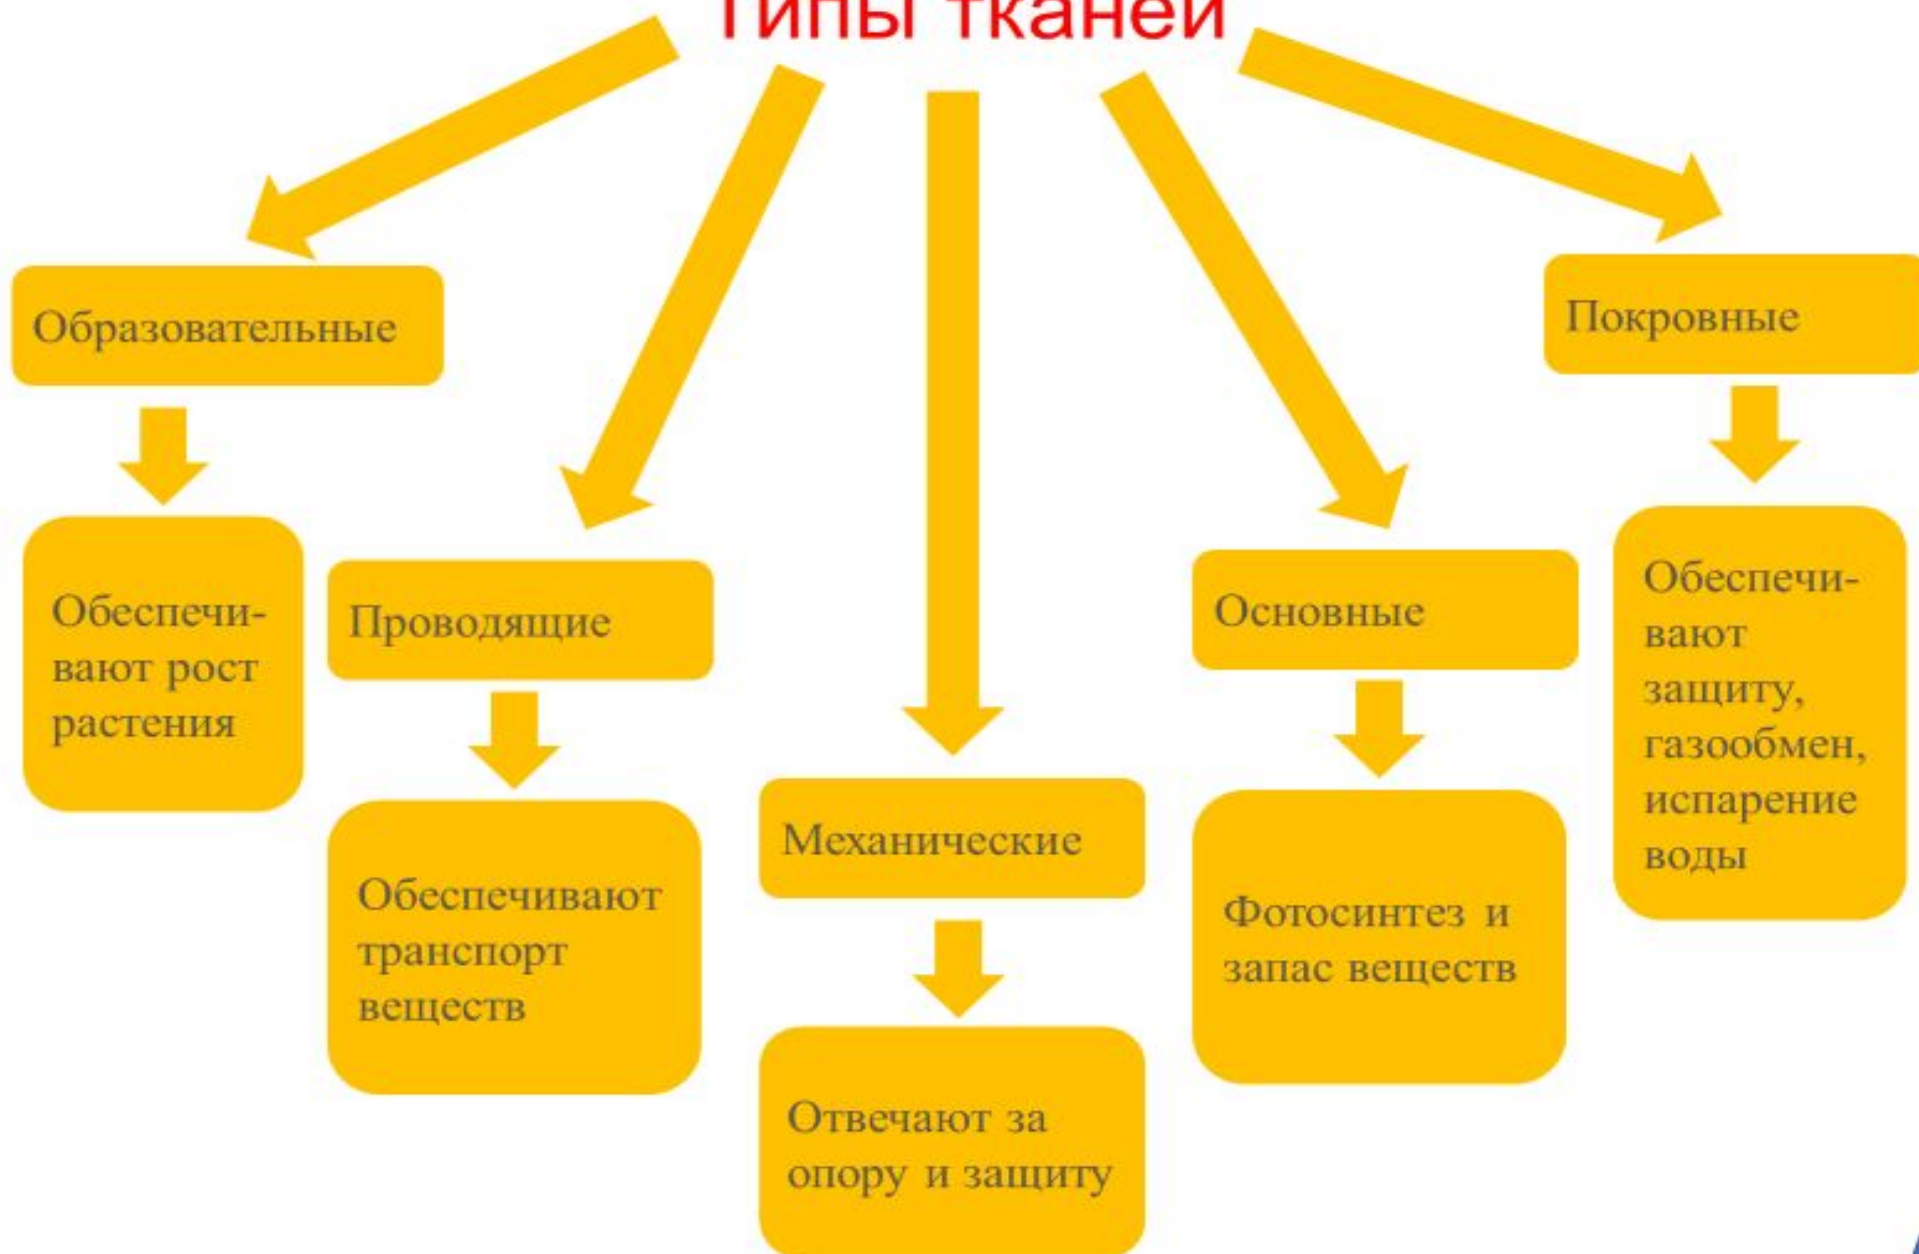 Типы тканей
Образовательные
Обеспечи-
вают рост
растения
Проводящие
Обеспечивают
транспорт
веществ
Механические
Отвечают за
опору и защиту
Основные
Фотосинтез и
запас веществ
Покровные
Обеспечи-
вают
защиту,
газообмен,
испарение
воды